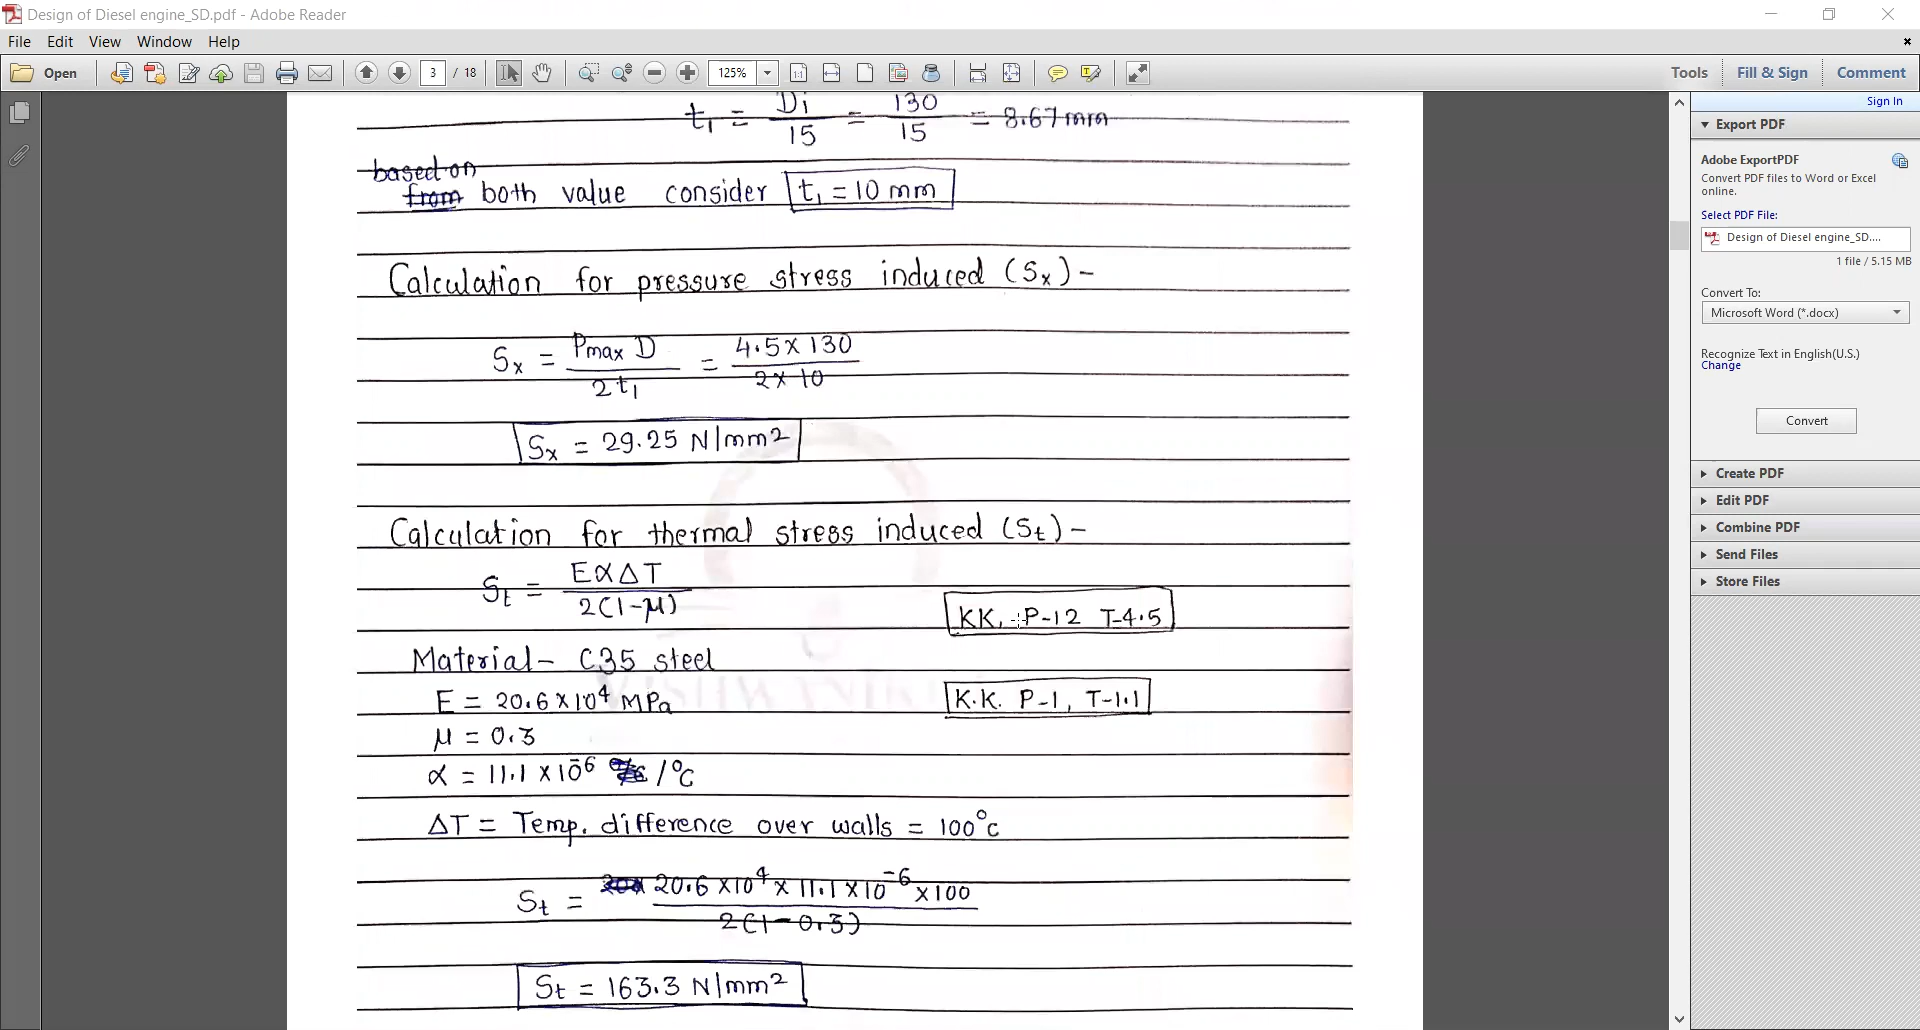 Design of Diesel engine_SD.pdf - Adobe Reader
File Edit View Window Help
Open 3 / 18 125% Tools Fill & Sign Comment
Sign In
Export PDF
Adobe ExportPDF
Convert PDF files to Word or Excel
online.
Select PDF File:
Design of Diesel engine_SD....
1 file / 5.15 MB
Convert To:
Microsoft Word (*.docx)
Recognize Text in English(U.S.)
Change
Convert
Create PDF
Edit PDF
Combine PDF
Send Files
Store Files
t₁ = Di/15 = 130/15 = 8.67 mm
based on
from both value consider t₁ = 10 mm
Calculation for pressure stress induced (Sx) -
Sx = Pmax D / 2t₁ = 4.5 x 130 / 2 x 10
Sx = 29.25 N/mm²
Calculation for thermal stress induced (St) -
St = E∝ΔT / 2(1-μ)
KK, P-12 T-4.5
Material - C35 steel
E = 20.6 x 10⁴ MPa
K.K. P-1, T-1.1
μ = 0.3
∝ = 11.1 x 10⁻⁶ /°C
ΔT = Temp. difference over walls = 100°c
St = 20.6 x 10⁴ x 11.1 x 10⁻⁶ x 100 / 2(1-0.3)
St = 163.3 N/mm²